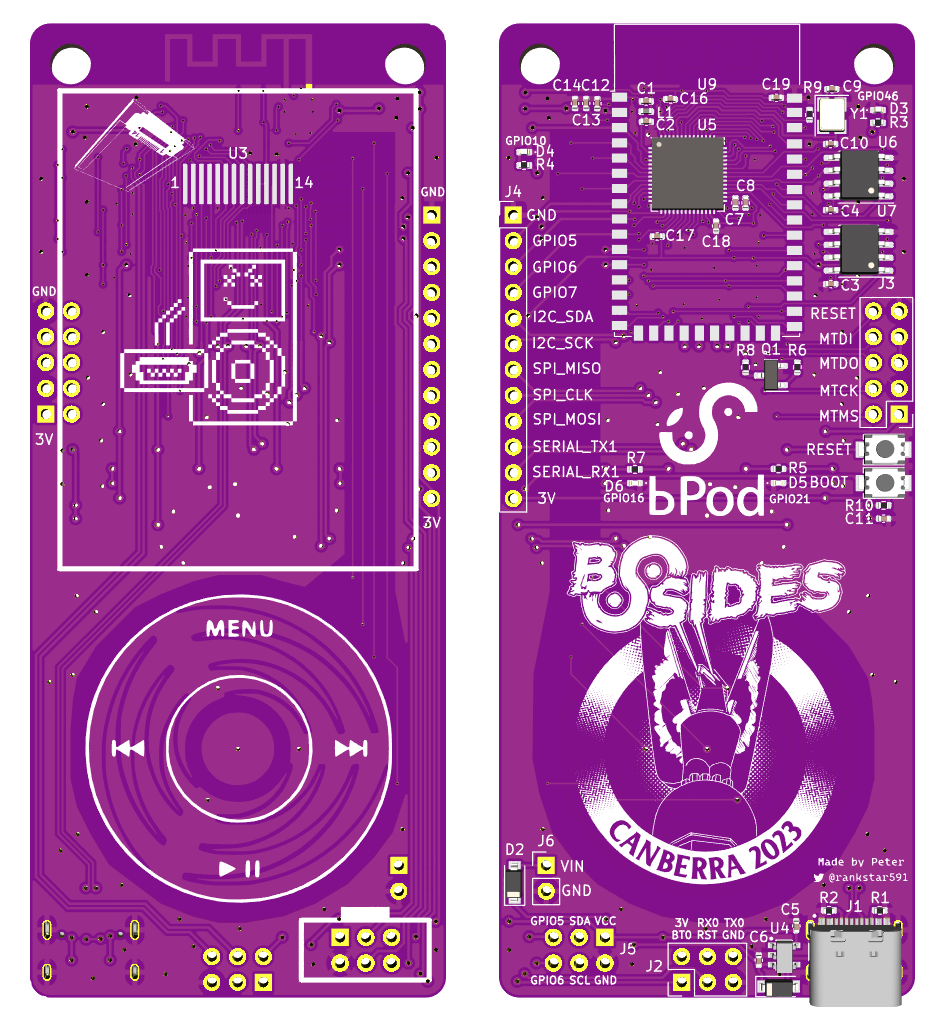 U3
1
14
GND
GND
3V
3V
MENU
U9
C14
C12
C13
C1
C16
L1
C2
U5
C19
R9
C9
GPIO46
D3
R3
Y1
C10
U6
GPIO10
D4
R4
J4
C8
C7
C4
U7
C17
C18
C3
J3
GND
GPIO5
GPIO6
GPIO7
I2C_SDA
I2C_SCK
SPI_MISO
SPI_CLK
SPI_MOSI
SERIAL_TX1
SERIAL_RX1
3V
RESET
MTDI
MTDO
MTCK
MTMS
R8
Q1
R6
RESET
BOOT
R7
D6
GPIO16
R5
D5
GPIO21
R10
C11
bPod
BSIDES
CANBERRA 2023
D2
J6
VIN
GND
Made by Peter
@rankstar591
R2
J1
R1
GPIO5 SDA VCC
J5
GPIO6 SCL GND
3V RX0 TX0
BT0 RST GND
J2
C5
U4
C6